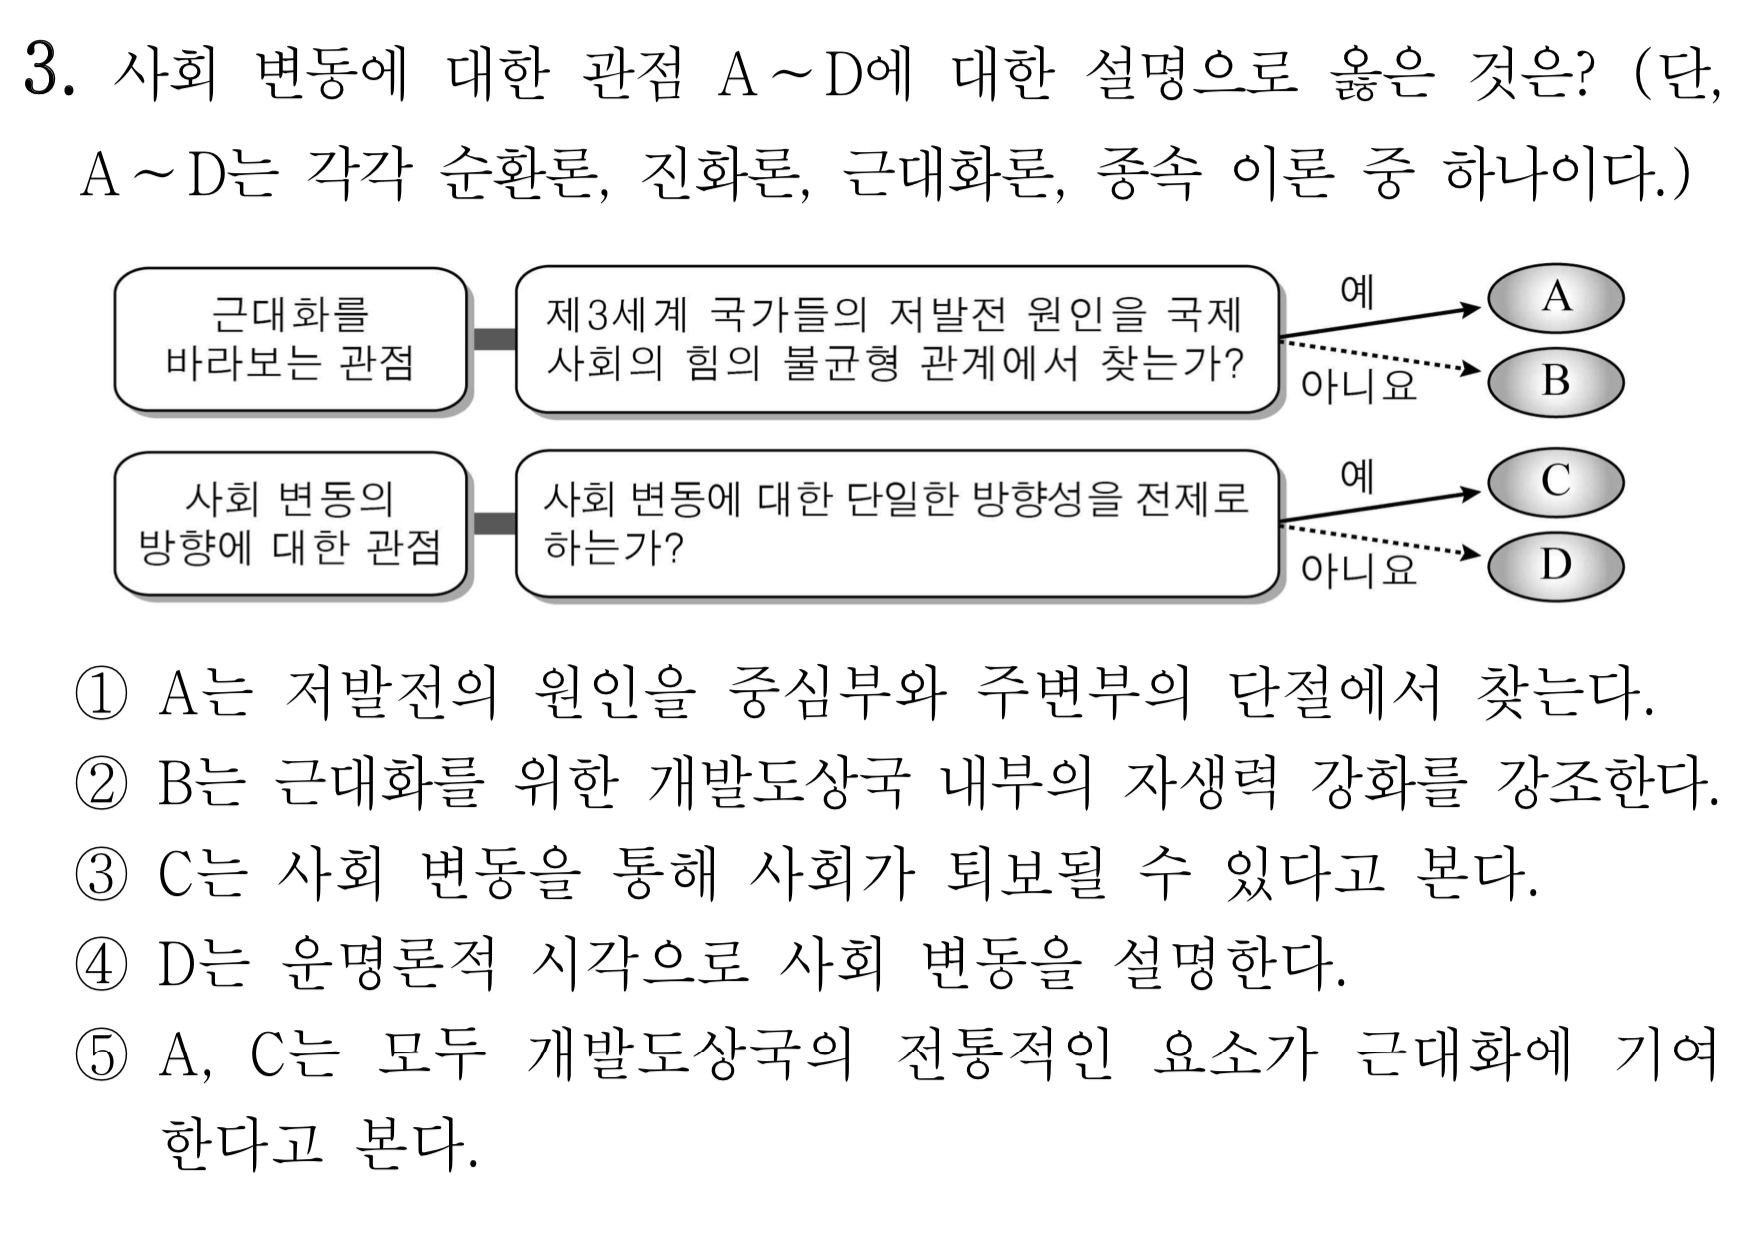 3. 사회 변동에 대한 관점 A～D에 대한 설명으로 옳은 것은? (단,
A～D는 각각 순환론, 진화론, 근대화론, 종속 이론 중 하나이다.)
근대화를
바라보는 관점
제3세계 국가들의 저발전 원인을 국제
사회의 힘의 불균형 관계에서 찾는가?
예
A
아니요
B
사회 변동의
방향에 대한 관점
사회 변동에 대한 단일한 방향성을 전제로
하는가?
예
C
아니요
D
① A는 저발전의 원인을 중심부와 주변부의 단절에서 찾는다.
② B는 근대화를 위한 개발도상국 내부의 자생력 강화를 강조한다.
③ C는 사회 변동을 통해 사회가 퇴보될 수 있다고 본다.
④ D는 운명론적 시각으로 사회 변동을 설명한다.
⑤ A, C는 모두 개발도상국의 전통적인 요소가 근대화에 기여
한다고 본다.